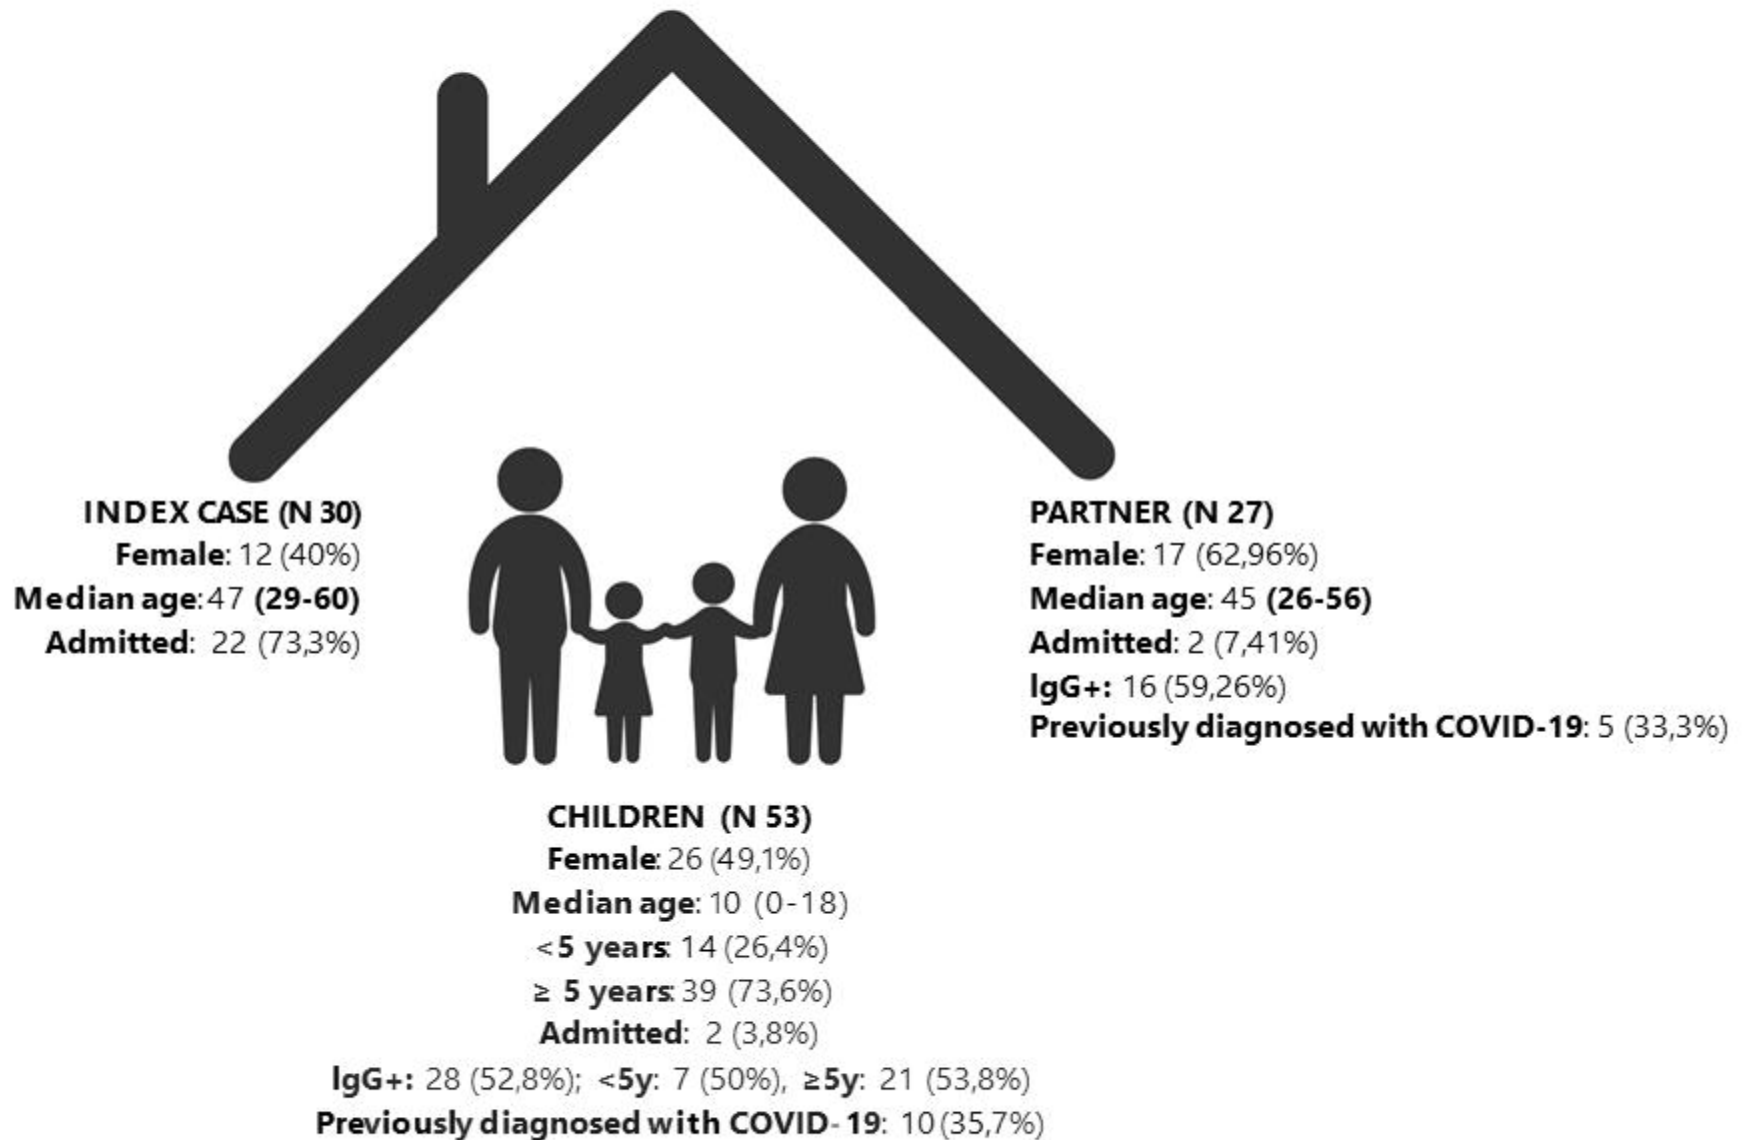 INDEX CASE (N 30)
Female: 12 (40%)
Median age: 47 (29-60)
Admitted: 22 (73,3%)
PARTNER (N 27)
Female: 17 (62,96%)
Median age: 45 (26-56)
Admitted: 2 (7,41%)
IgG+: 16 (59,26%)
Previously diagnosed with COVID-19: 5 (33,3%)
CHILDREN (N 53)
Female: 26 (49,1%)
Median age: 10 (0-18)
<5 years: 14 (26,4%)
≥ 5 years: 39 (73,6%)
Admitted: 2 (3,8%)
IgG+: 28 (52,8%); <5y: 7 (50%), ≥5y: 21 (53,8%)
Previously diagnosed with COVID-19: 10 (35,7%)